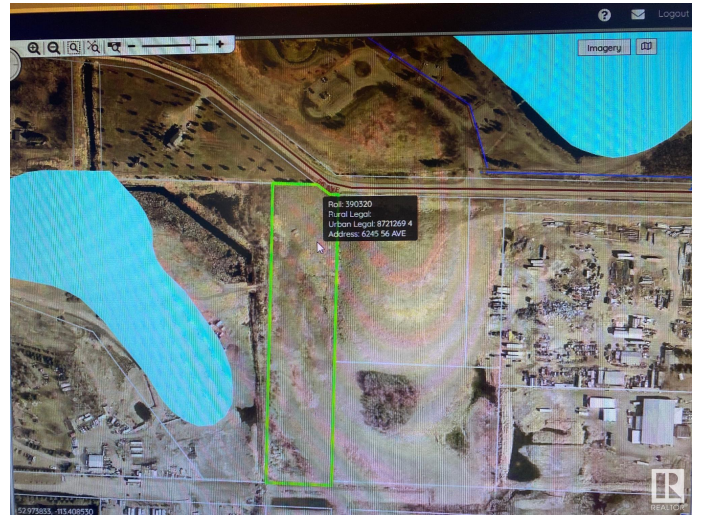 ? Logout
Imagery
Roll: 390320
Rural Legal:
Urban Legal: 8721269 4
Address: 6245 56 AVE
52.973833, -113.408530
R
REALTOR®